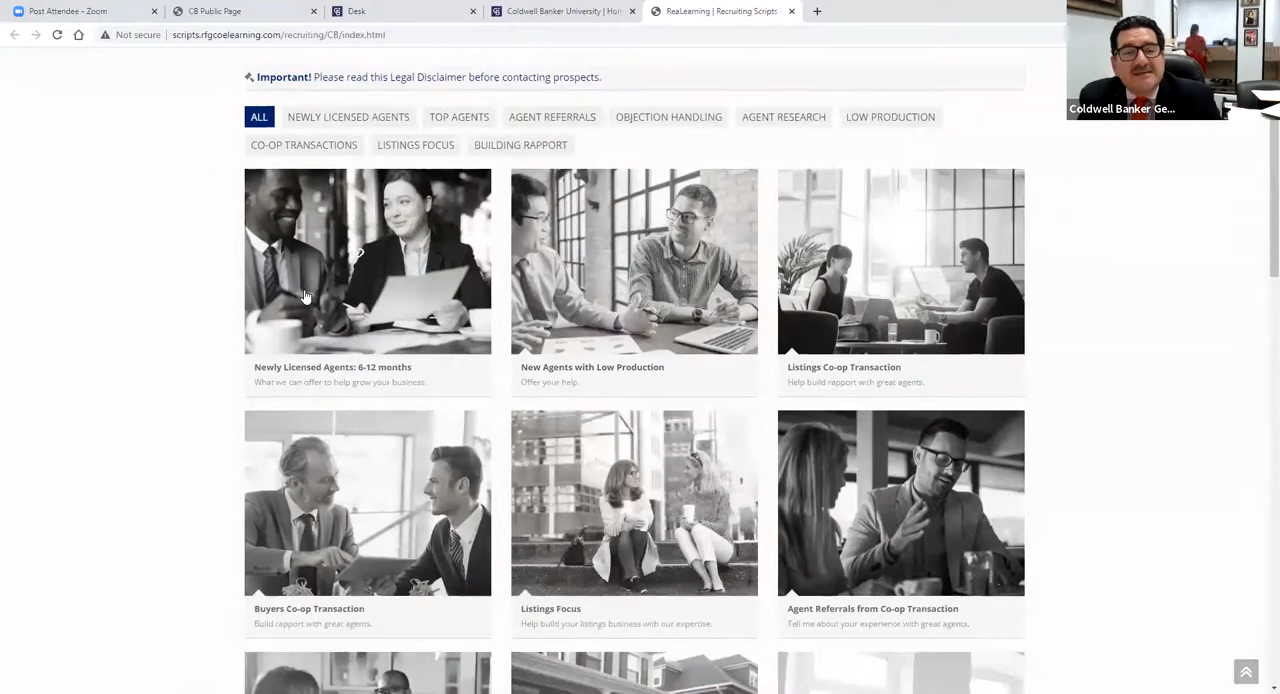 Post Attendee - Zoom
CB Public Page
Desk
Coldwell Banker University | Hon
ReaLearning | Recruiting Scripts
Not secure
scripts.rfgcoelearning.com/recruiting/CB/index.html
Coldwell Banker Ge...
Important! Please read this Legal Disclaimer before contacting prospects.
ALL
NEWLY LICENSED AGENTS
AGENTS
AGENT REFERRALS
OBJECTION HANDLING
AGENT RESEARCH
LOW PRODUCTION
CO-OP TRANSACTIONS
LISTINGS FOCUS
BUILDING RAPPORT
Newly Licensed Agents: 6-12 months
What we can offer to help grow your business.
New Agents with Low Production
Offer your help.
Listings Co-op Transaction
Help build rapport with great agents.
Buyers Co-op Transaction
Build rapport with great agents.
Listings Focus
Help build your listings business with our expertise.
Agent Referrals from Co-op Transaction
Tell me about your experience with great agents.